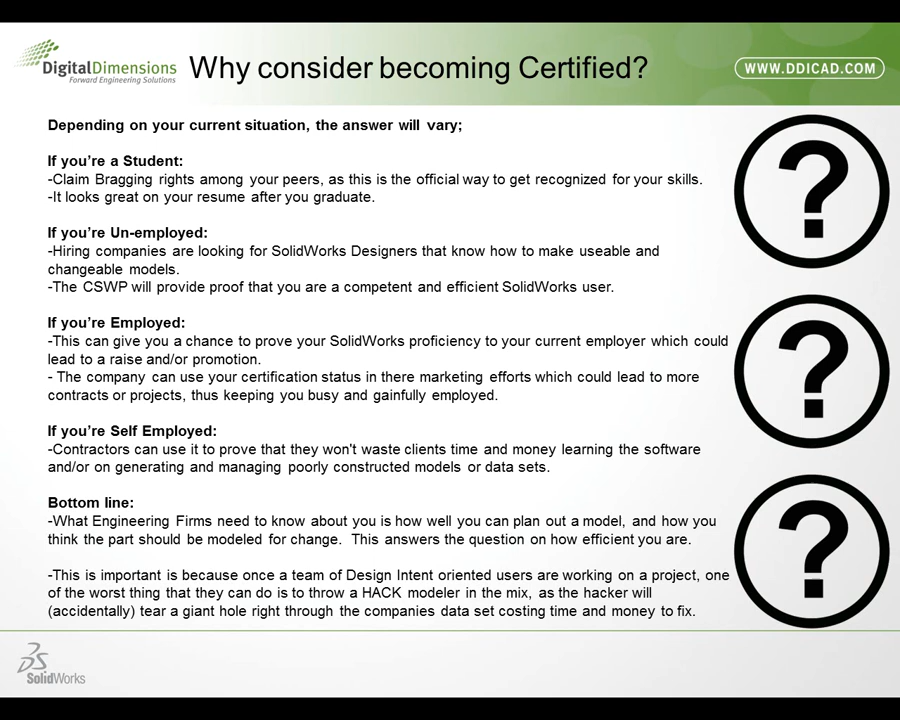 DigitalDimensions
Forward Engineering Solutions
Why consider becoming Certified?
WWW.DDICAD.COM
Depending on your current situation, the answer will vary;
If you're a Student:
-Claim Bragging rights among your peers, as this is the official way to get recognized for your skills.
-It looks great on your resume after you graduate.
If you're Un-employed:
-Hiring companies are looking for SolidWorks Designers that know how to make useable and
changeable models.
-The CSWP will provide proof that you are a competent and efficient SolidWorks user.
If you're Employed:
-This can give you a chance to prove your SolidWorks proficiency to your current employer which could
lead to a raise and/or promotion.
- The company can use your certification status in there marketing efforts which could lead to more
contracts or projects, thus keeping you busy and gainfully employed.
If you're Self Employed:
-Contractors can use it to prove that they won't waste clients time and money learning the software
and/or on generating and managing poorly constructed models or data sets.
Bottom line:
-What Engineering Firms need to know about you is how well you can plan out a model, and how you
think the part should be modeled for change.  This answers the question on how efficient you are.
-This is important is because once a team of Design Intent oriented users are working on a project, one
of the worst thing that they can do is to throw a HACK modeler in the mix, as the hacker will
(accidentally) tear a giant hole right through the companies data set costing time and money to fix.
?
?
?
SolidWorks